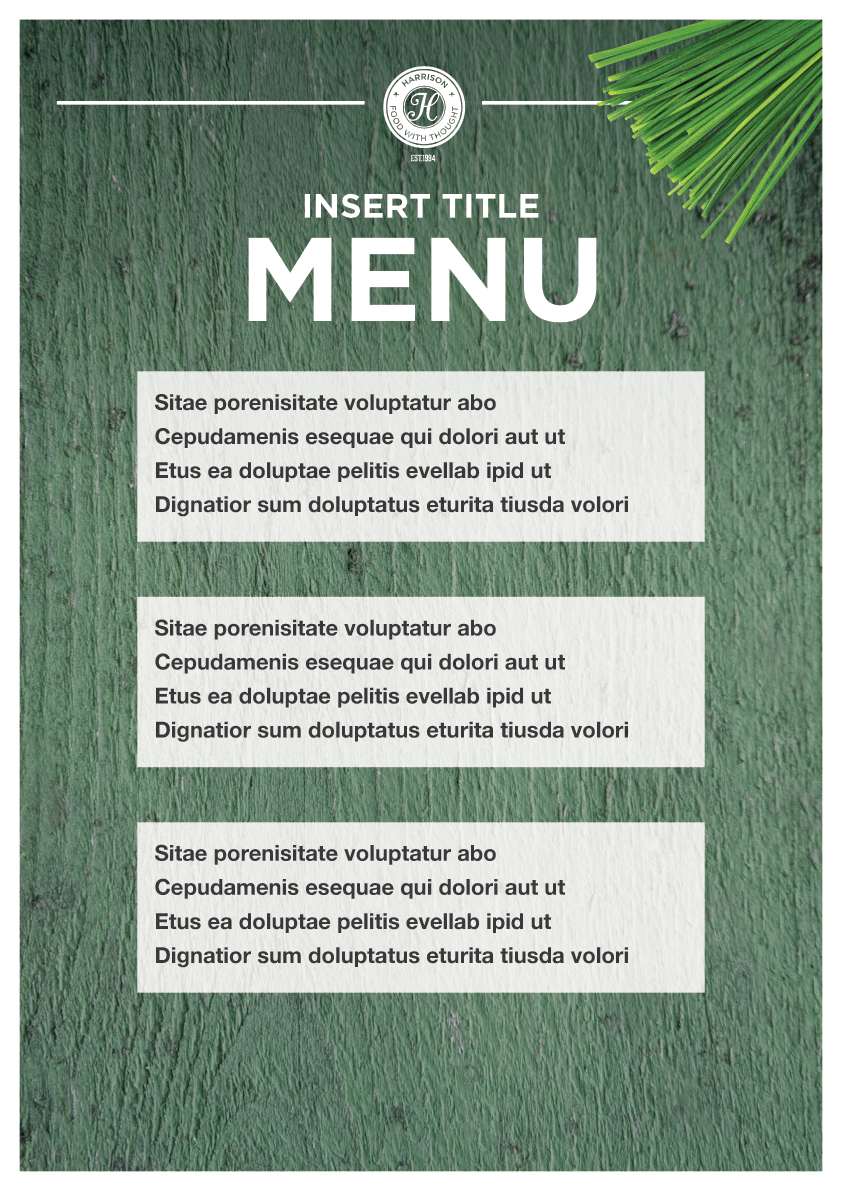 HARRISON
H
FOOD WITH THOUGHT
EST.1994
INSERT TITLE
MENU
Sitae porenisitate voluptatur abo
Cepudamenis esequae qui dolori aut ut
Etus ea doluptae pelitis evellab ipid ut
Dignatior sum doluptatus eturita tiusda volori
Sitae porenisitate voluptatur abo
Cepudamenis esequae qui dolori aut ut
Etus ea doluptae pelitis evellab ipid ut
Dignatior sum doluptatus eturita tiusda volori
Sitae porenisitate voluptatur abo
Cepudamenis esequae qui dolori aut ut
Etus ea doluptae pelitis evellab ipid ut
Dignatior sum doluptatus eturita tiusda volori